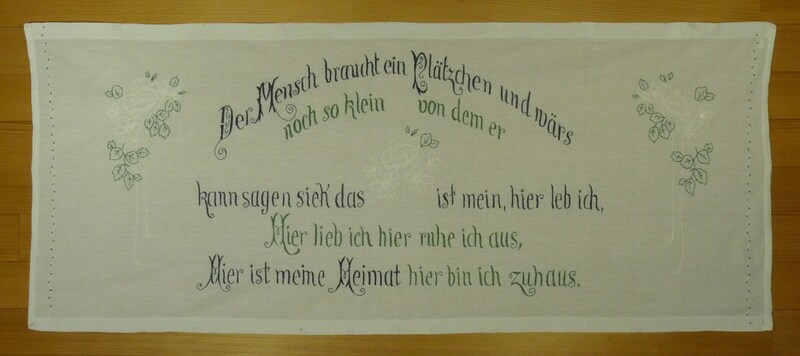 Der Mensch braucht ein Plätzchen und wärs
noch so klein von dem er
kann sagen sieh' das ist mein, hier leb ich,
Hier lieb ich hier ruhe ich aus,
Hier ist meine Heimat hier bin ich zuhaus.